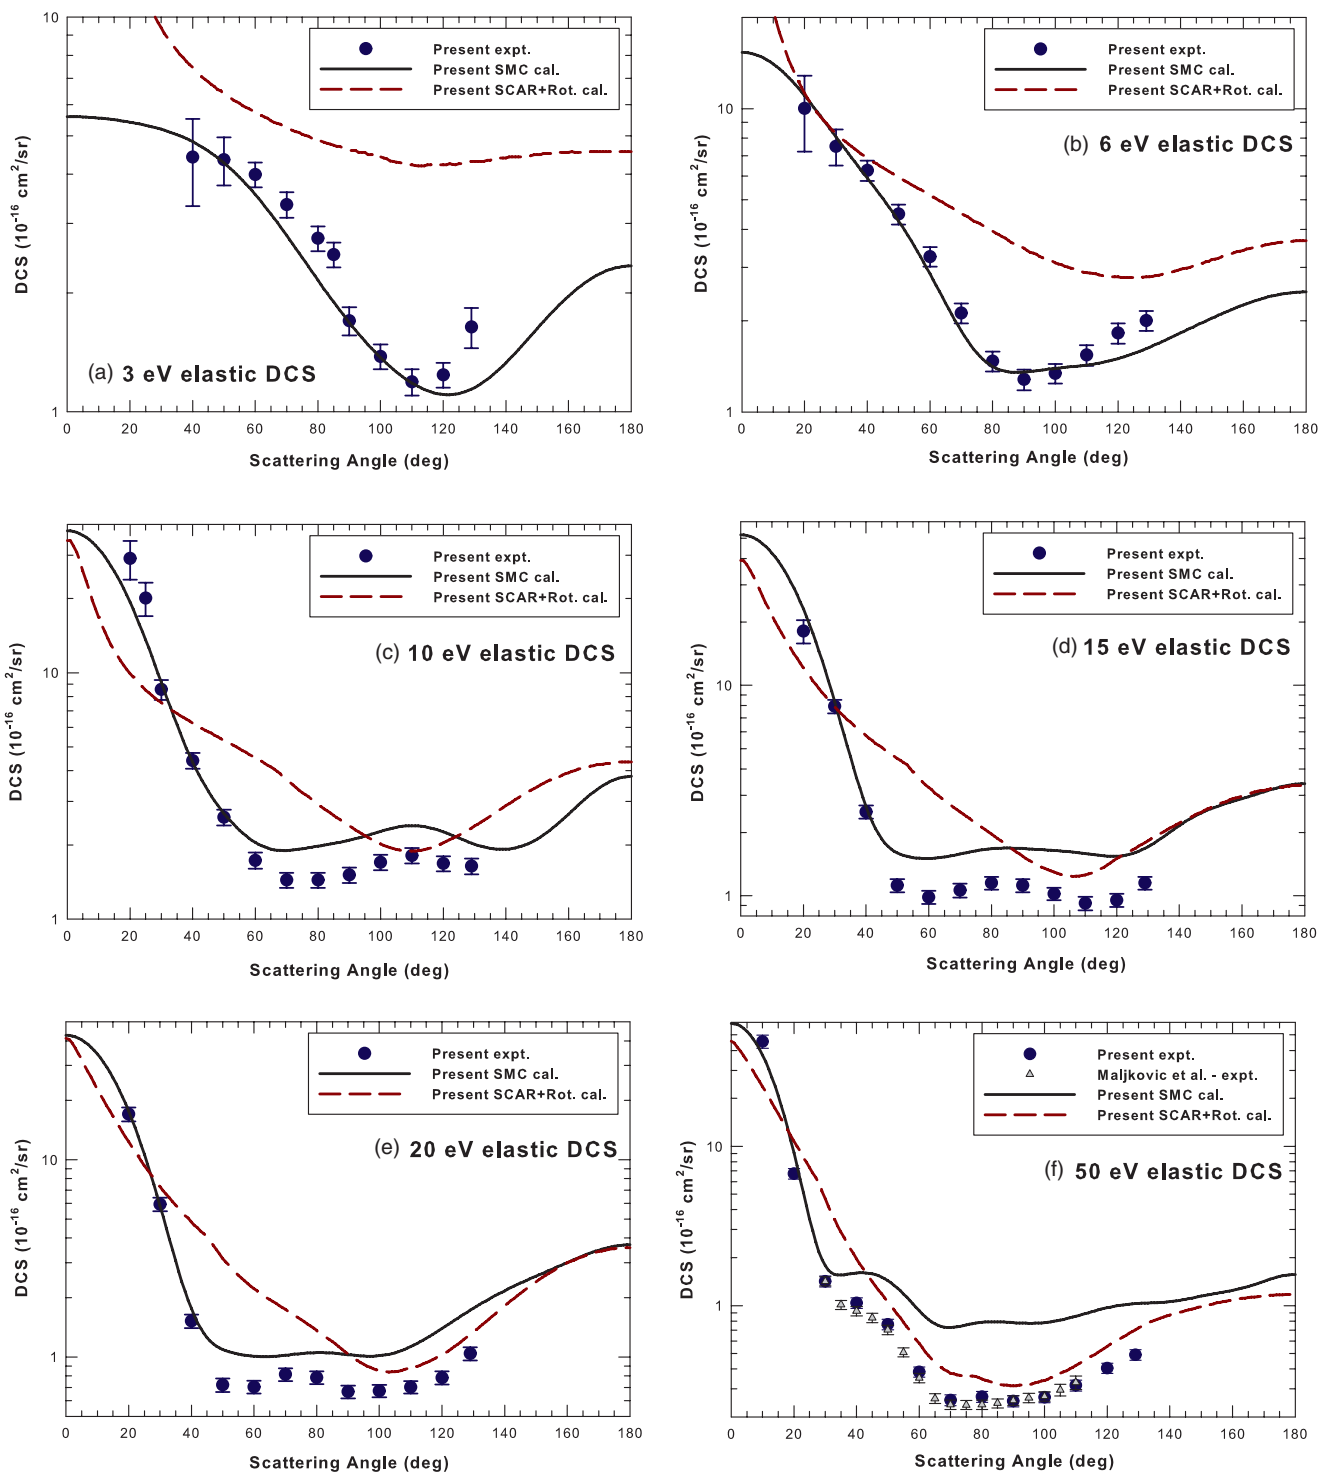 10
Present expt.
Present SMC cal.
Present SCAR+Rot. cal.
DCS (10⁻¹⁶ cm²/sr)
(a) 3 eV elastic DCS
1
0 20 40 60 80 100 120 140 160 180
Scattering Angle (deg)
Present expt.
Present SMC cal.
Present SCAR+Rot. cal.
10
(b) 6 eV elastic DCS
DCS (10⁻¹⁶ cm²/sr)
1
0 20 40 60 80 100 120 140 160 180
Scattering Angle (deg)
Present expt.
Present SMC cal.
Present SCAR+Rot. cal.
(c) 10 eV elastic DCS
10
DCS (10⁻¹⁶ cm²/sr)
1
0 20 40 60 80 100 120 140 160 180
Scattering Angle (deg)
Present expt.
Present SMC cal.
Present SCAR+Rot. cal.
(d) 15 eV elastic DCS
10
DCS (10⁻¹⁶ cm²/sr)
1
0 20 40 60 80 100 120 140 160 180
Scattering Angle (deg)
Present expt.
Present SMC cal.
Present SCAR+Rot. cal.
(e) 20 eV elastic DCS
10
DCS (10⁻¹⁶ cm²/sr)
1
0 20 40 60 80 100 120 140 160 180
Scattering Angle (deg)
Present expt.
Maljkovic et al. - expt.
Present SMC cal.
Present SCAR+Rot. cal.
10
(f) 50 eV elastic DCS
DCS (10⁻¹⁶ cm²/sr)
1
0 20 40 60 80 100 120 140 160 180
Scattering Angle (deg)